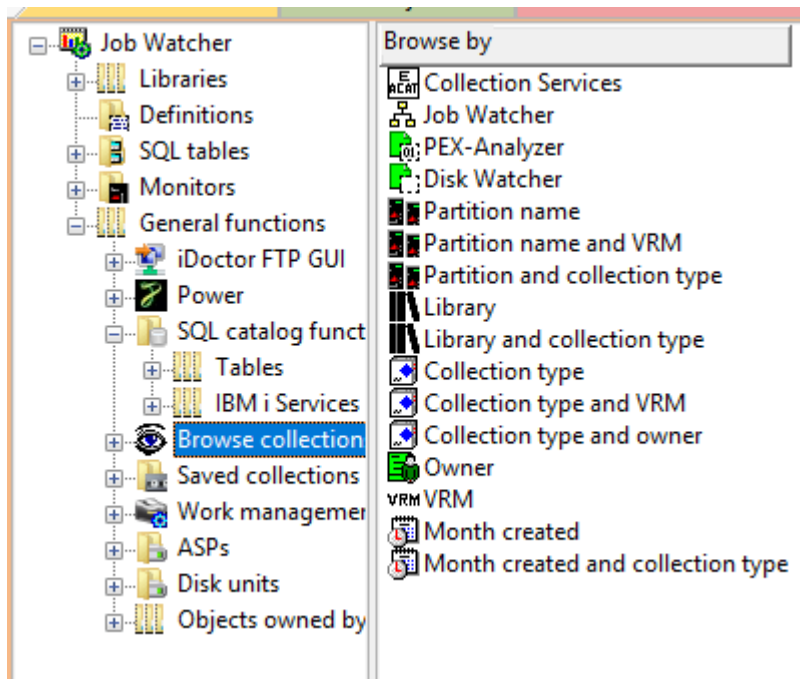 Job Watcher
Libraries
Definitions
SQL tables
Monitors
General functions
iDoctor FTP GUI
Power
SQL catalog funct
Tables
IBM i Services
Browse collection
Saved collections
Work managemer
ASPs
Disk units
Objects owned by
Browse by
Collection Services
Job Watcher
PEX-Analyzer
Disk Watcher
Partition name
Partition name and VRM
Partition and collection type
Library
Library and collection type
Collection type
Collection type and VRM
Collection type and owner
Owner
VRM VRM
Month created
Month created and collection type